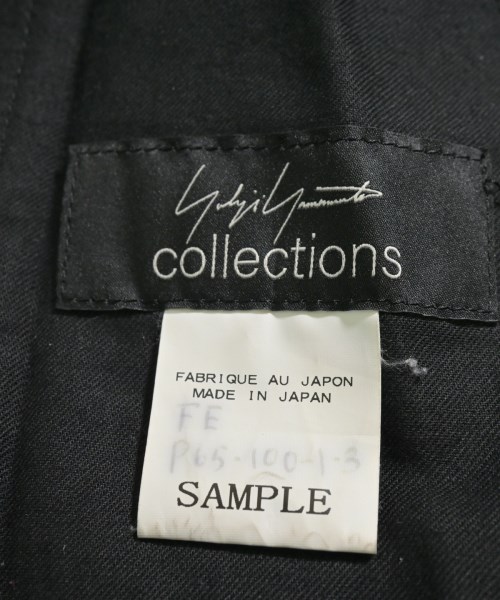 Yohji Yamamoto
collections
FABRIQUE AU JAPON
MADE IN JAPAN
FE
P65-100-1-3
SAMPLE